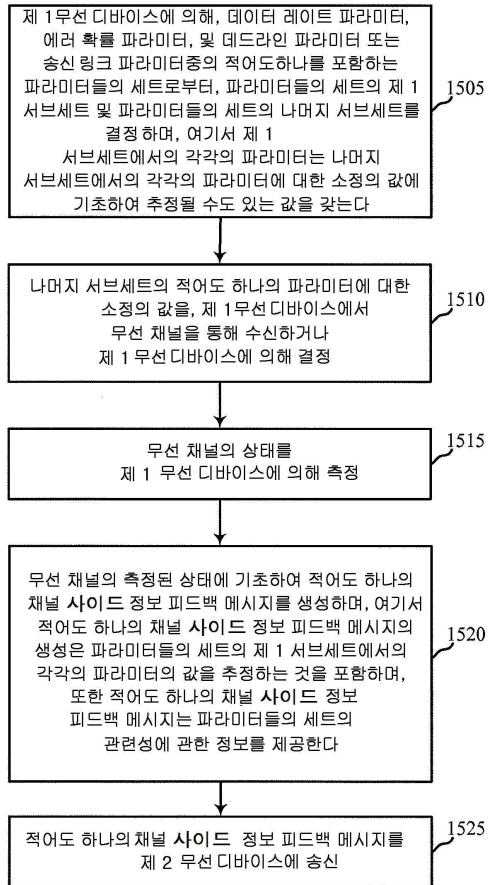 제 1무선 디바이스에 의해, 데이터 레이트 파라미터,
에러 확률 파라미터, 및 데드라인 파라미터 또는
송신 링크 파라미터중의 적어도하나를 포함하는
파라미터들의 세트로부터, 파라미터들의 세트의 제 1
서브세트 및 파라미터들의 세트의 나머지 서브세트를
결정하며, 여기서 제 1
서브세트에서의 각각의 파라미터는 나머지
서브세트에서의 각각의 파라미터에 대한 소정의 값에
기초하여 추정될 수도 있는 값을 갖는다
1505
나머지 서브세트의 적어도 하나의 파라미터에 대한
소정의 값을, 제 1무선디바이스에서
무선 채널을 통해 수신하거나
제 1무선디바이스에 의해 결정
1510
무선 채널의 상태를
제 1 무선 디바이스에 의해 측정
1515
무선 채널의 측정된 상태에 기초하여 적어도 하나의
채널 사이드 정보 피드백 메시지를 생성하며, 여기서
적어도 하나의 채널 사이드 정보 피드백 메시지의
생성은 파라미터들의 세트의 제 1 서브세트에서의
각각의 파라미터의 값을 추정하는 것을 포함하며,
또한 적어도 하나의 채널 사이드 정보
피드백 메시지는 파라미터들의 세트의
관련성에 관한 정보를 제공한다
1520
적어도 하나의채널 사이드 정보 피드백 메시지를
제 2 무선디바이스에 송신
1525